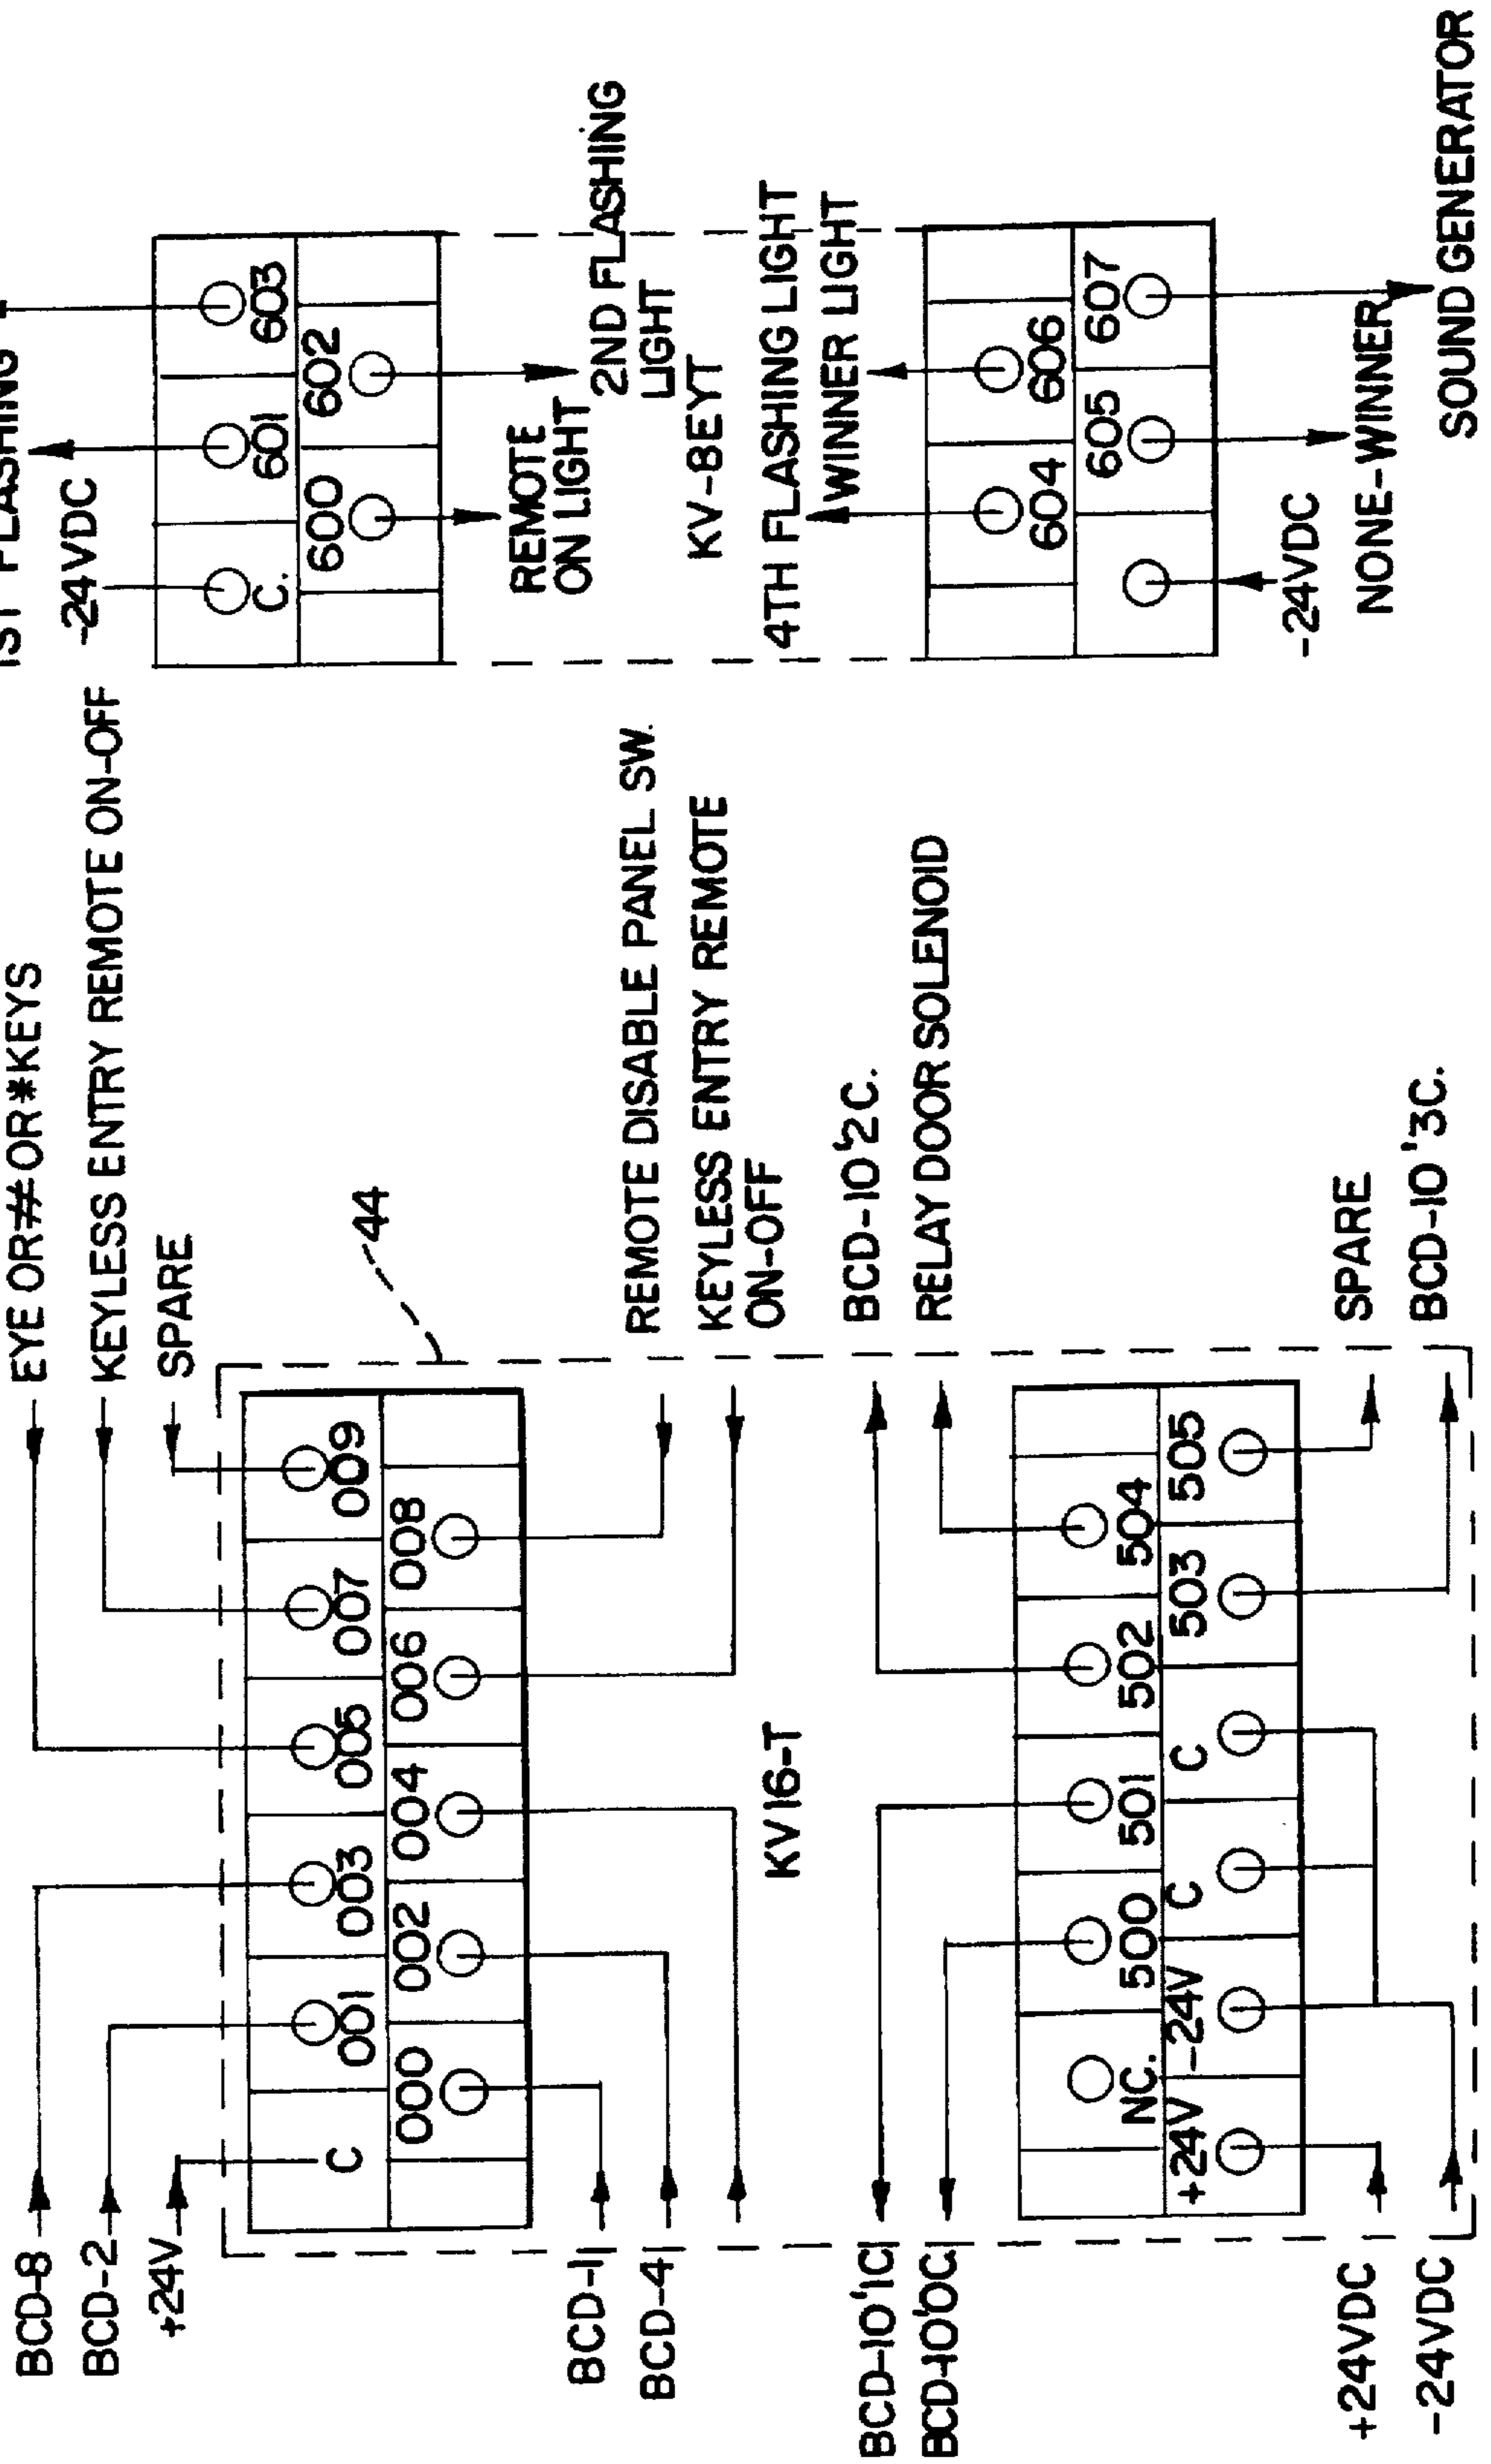 BCD-8
BCD-2
+24V
EYE OR # OR * KEYS
KEYLESS ENTRY REMOTE ON-OFF
SPARE
44
C
001
003
005
007
009
000
002
004
006
008
BCD-1
BCD-4
REMOTE DISABLE PANEL SW.
KEYLESS ENTRY REMOTE
ON-OFF
KV16-T
BCD-10'1C
BCD-10'0C
BCD-10'2C.
RELAY DOOR SOLENOID
NC.
500
501
502
504
+24V
-24V
C
C
503
505
+24VDC
-24VDC
SPARE
BCD-10'3C.
1ST FLASHING
-24VDC
C.
601
603
600
602
REMOTE
ON LIGHT
2ND FLASHING
LIGHT
KV-8EYT
4TH FLASHING LIGHT
WINNER LIGHT
604
606
605
607
-24VDC
NONE-WINNER
SOUND GENERATOR